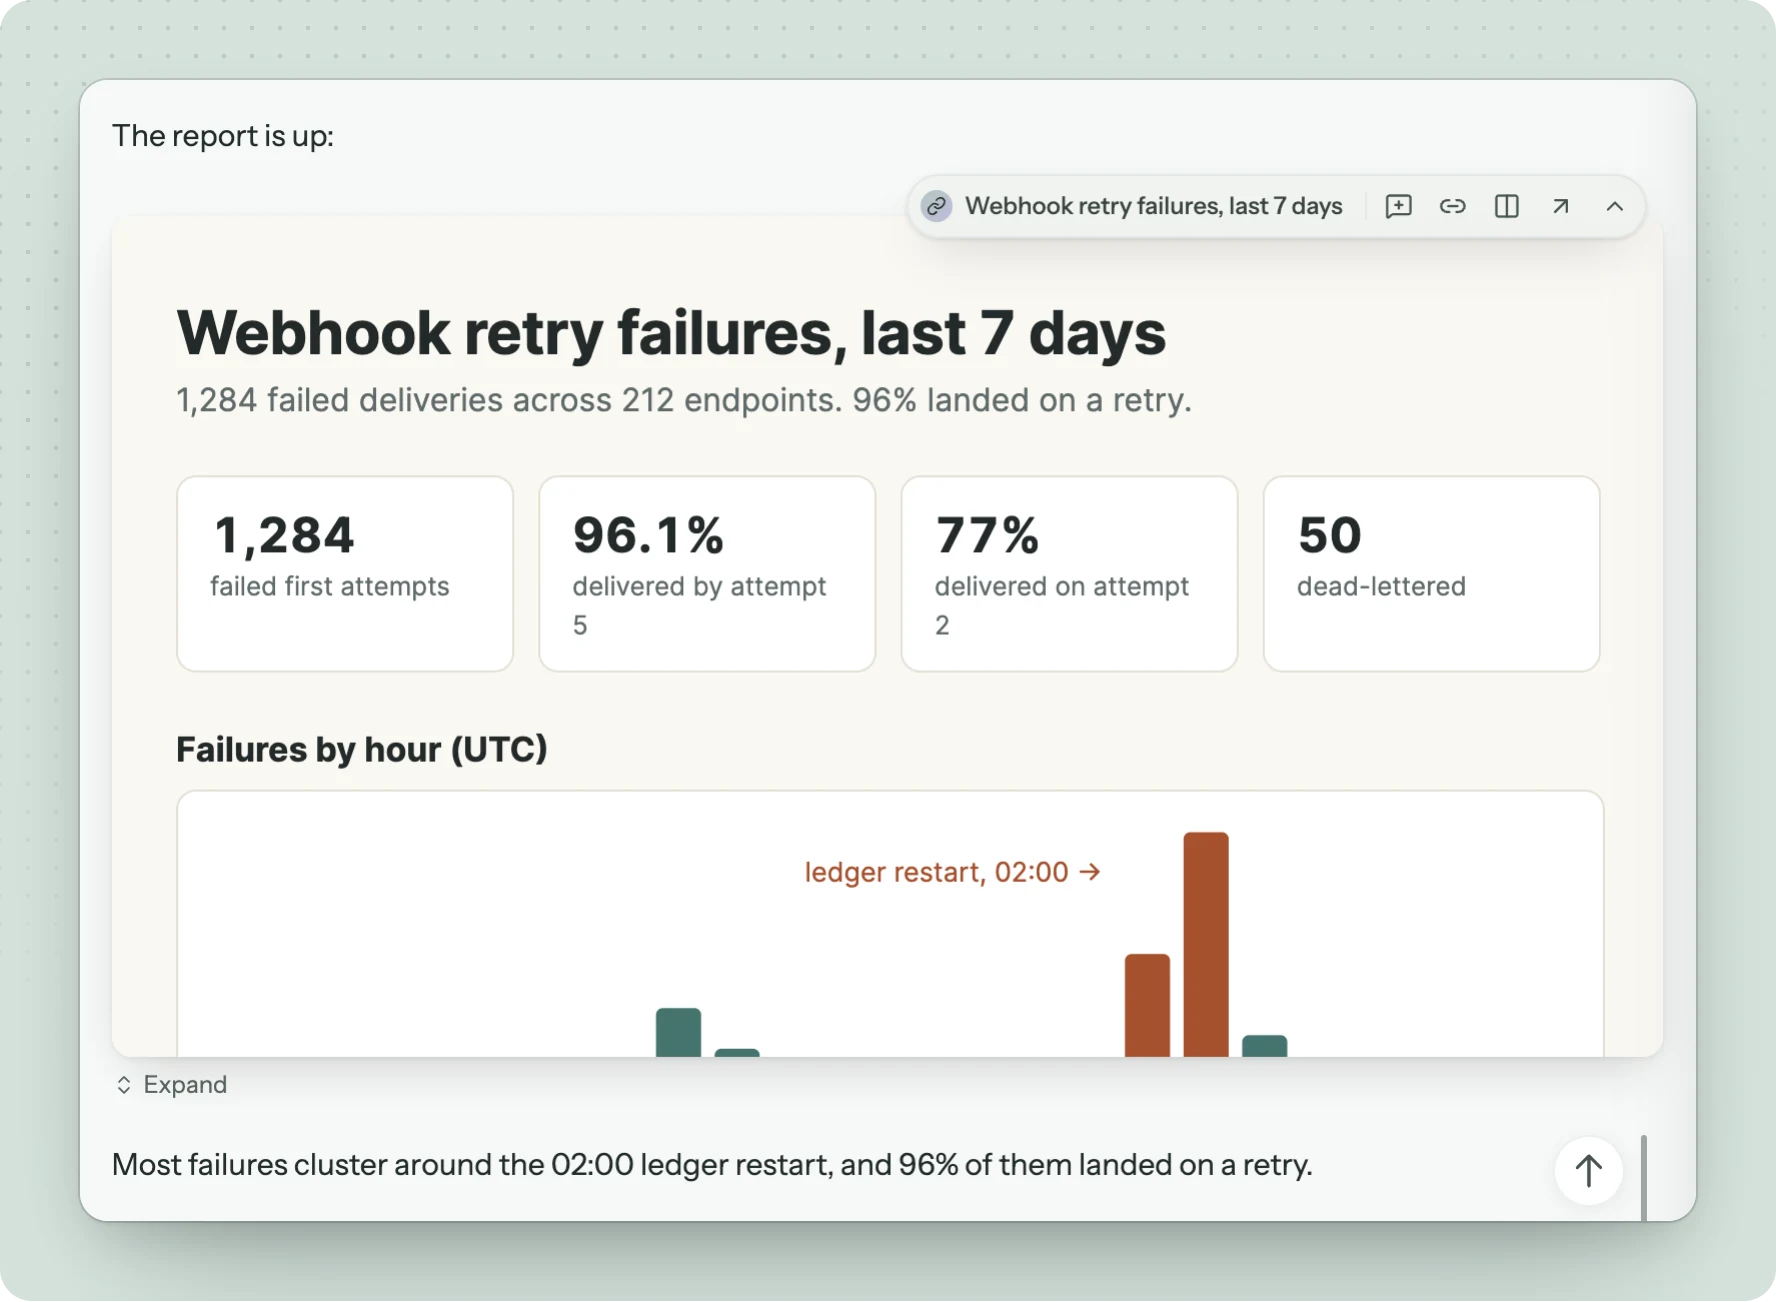 The report is up:
Webhook retry failures, last 7 days
Webhook retry failures, last 7 days
1,284 failed deliveries across 212 endpoints. 96% landed on a retry.
1,284
failed first attempts
96.1%
delivered by attempt
5
77%
delivered on attempt
2
50
dead-lettered
Failures by hour (UTC)
ledger restart, 02:00 →
Expand
Most failures cluster around the 02:00 ledger restart, and 96% of them landed on a retry.